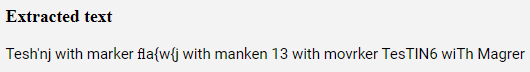 Extracted text
Tesh'nj with marker ﬂa{w{j with manken 13 with movrker TesTIN6 wiTh Magrer